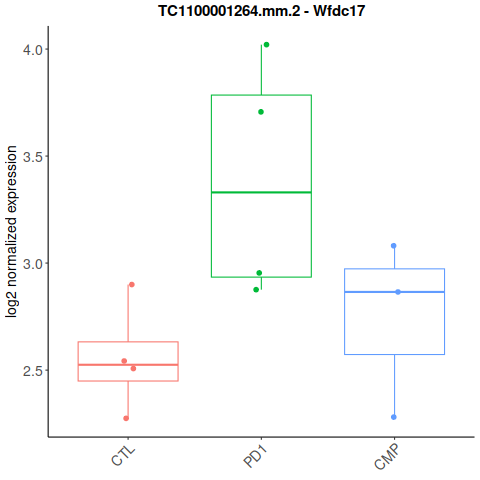 TC1100001264.mm.2 - Wfdc17
log2 normalized expression
4.0
3.5
3.0
2.5
CTL
PD1
CMP